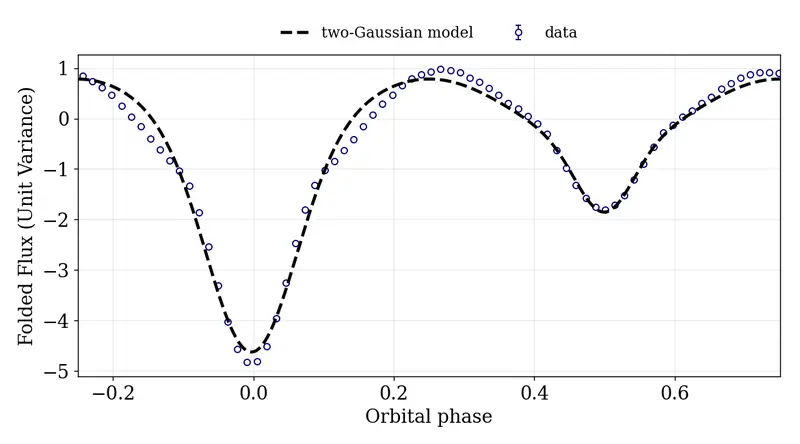 two-Gaussian model data
Folded Flux (Unit Variance)
1
0
−1
−2
−3
−4
−5
−0.2 0.0 0.2 0.4 0.6
Orbital phase